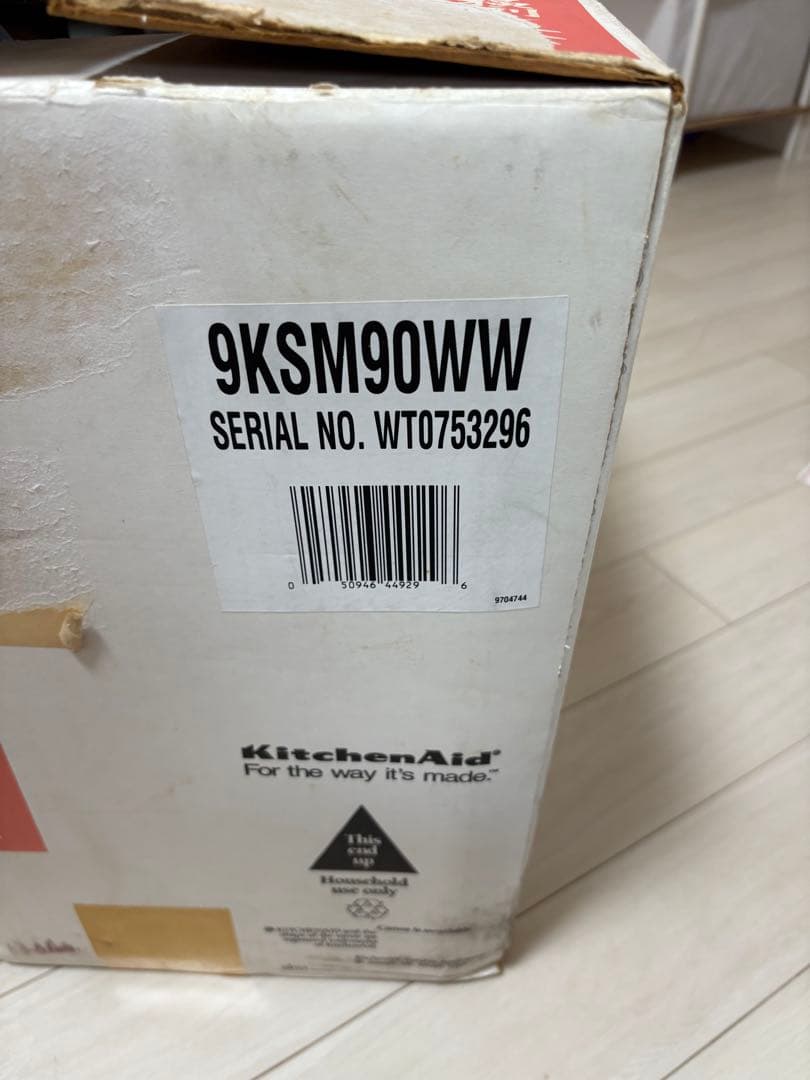 9KSM90WW
SERIAL NO. WT0753296
0 50946 44929 6
9704744
KitchenAid®
For the way it's made.™
This
end
up
Household
use only